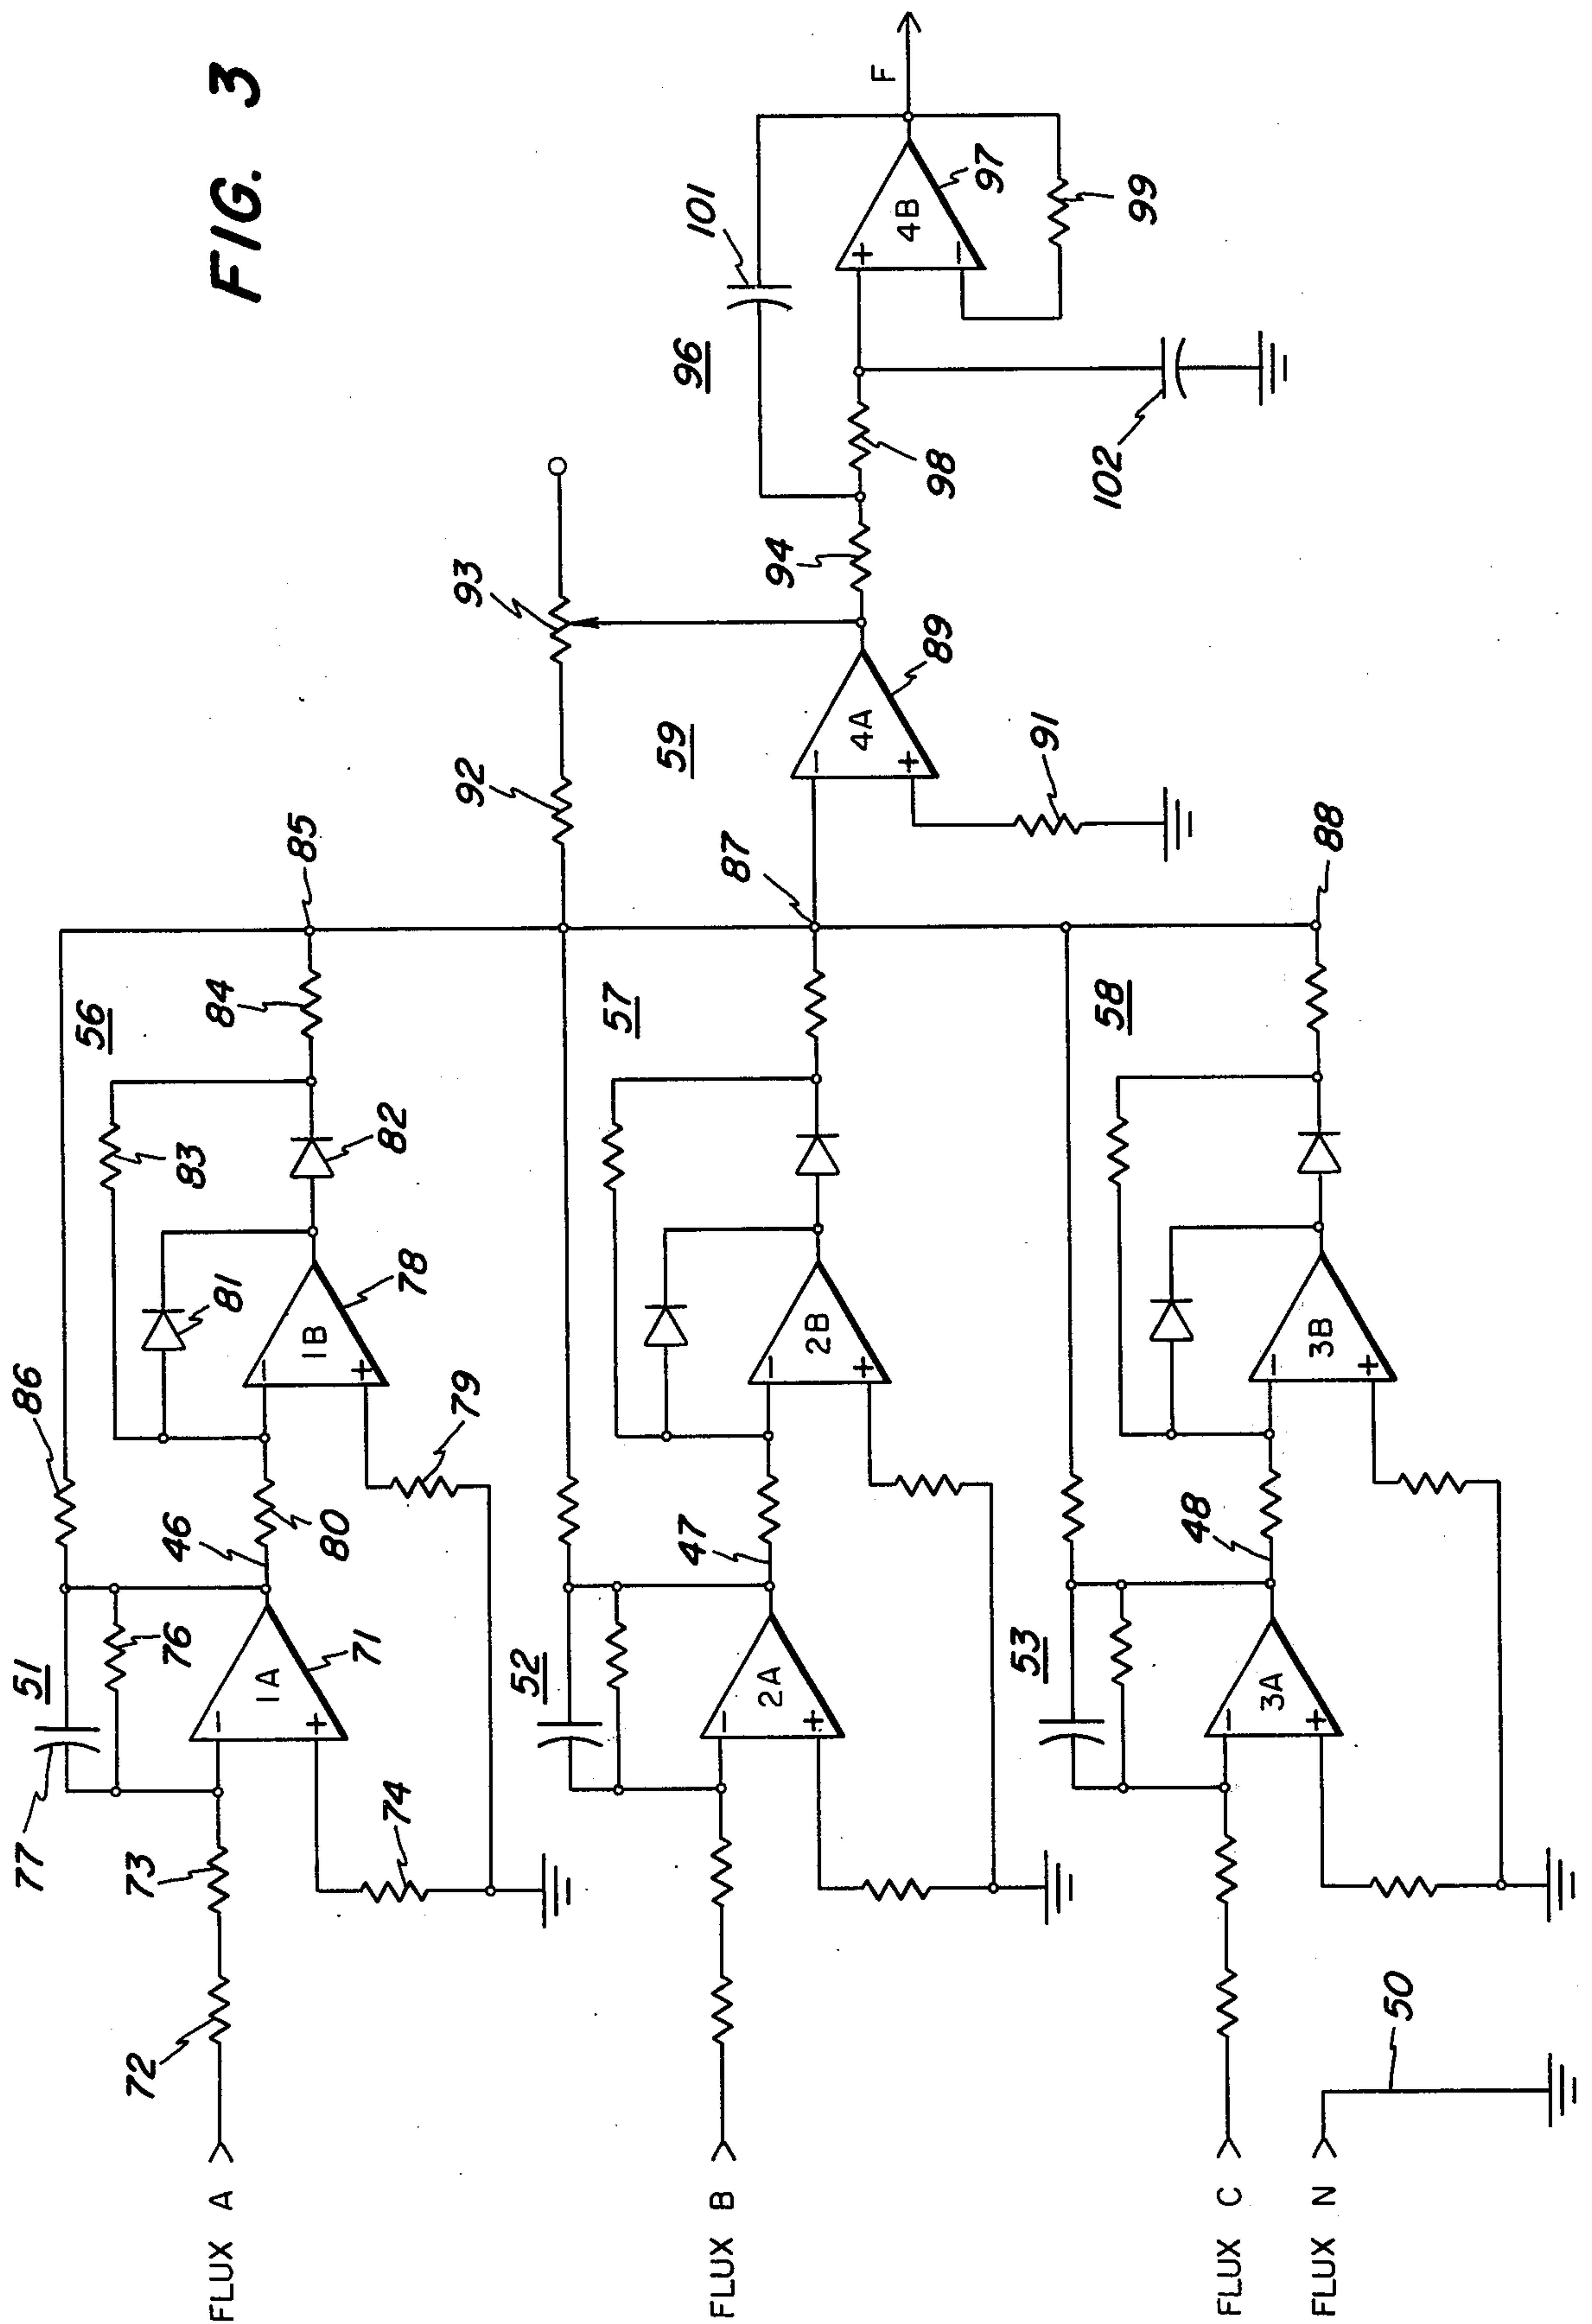 FIG. 3
86
56
84
85
83
82
81
1B
78
79
77
51
76
46
80
1A
71
73
74
72
FLUX A
93
92
57
2B
52
47
2A
FLUX B
59
87
4A
89
91
94
98
96
101
4B
97
99
102
F
58
88
3B
53
48
3A
50
FLUX C
FLUX N
- + - +
- + - +
- + - +
- + + -